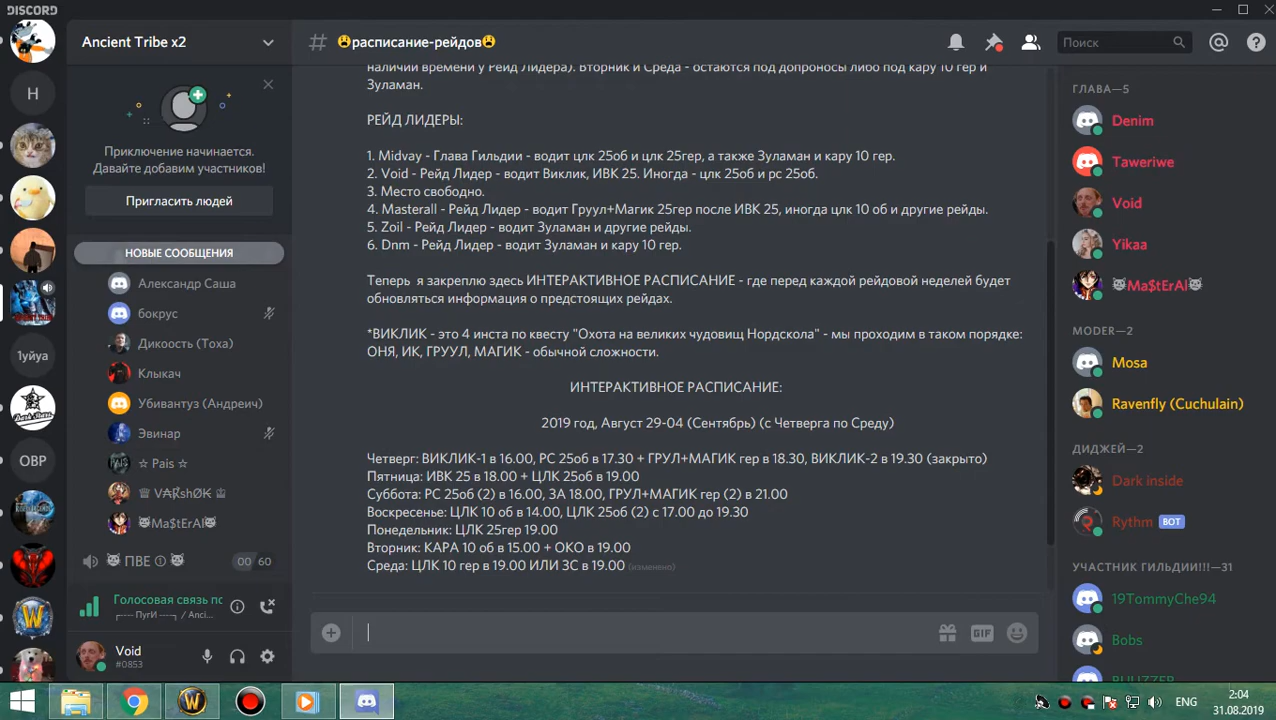 DISCORD
Ancient Tribe x2
Приключение начинается.
Давайте добавим участников!
Пригласить людей
НОВЫЕ СООБЩЕНИЯ
Александр Саша
бокрус
Дикоость (Тоха)
Клыкач
Убивантуз (Андреич)
Эвинар
☆ Pais ☆
♕ V₳ⱤshØ₭ ♕
😈Ma$tErAl😈
😈 ПВЕ ① 😈
00 60
Голосовая связь по
┌---- ПугИ ----┐ / Anci...
Void
#0853
Н
1уйуа
ОВР
# 😩расписание-рейдов😩
Поиск
наличии времени у Рейд Лидера). Вторник и Среда - остаются под допроносы либо под кару 10 гер и
Зуламан.
РЕЙД ЛИДЕРЫ:
1. Midway - Глава Гильдии - водит цлк 25об и цлк 25гер, а также Зуламан и кару 10 гер.
2. Void - Рейд Лидер - водит Виклик, ИВК 25. Иногда - цлк 25об и рс 25об.
3. Место свободно.
4. Masterall - Рейд Лидер - водит Груул+Магик 25гер после ИВК 25, иногда цлк 10 об и другие рейды.
5. Zoil - Рейд Лидер - водит Зуламан и другие рейды.
6. Dnm - Рейд Лидер - водит Зуламан и кару 10 гер.
Теперь я закреплю здесь ИНТЕРАКТИВНОЕ РАСПИСАНИЕ - где перед каждой рейдовой неделей будет
обновляться информация о предстоящих рейдах.
*ВИКЛИК - это 4 инста по квесту "Охота на великих чудовищ Нордскола" - мы проходим в таком порядке:
ОНЯ, ИК, ГРУУЛ, МАГИК - обычной сложности.
ИНТЕРАКТИВНОЕ РАСПИСАНИЕ:
2019 год, Август 29-04 (Сентябрь) (с Четверга по Среду)
Четверг: ВИКЛИК-1 в 16.00, РС 25об в 17.30 + ГРУЛ+МАГИК гер в 18.30, ВИКЛИК-2 в 19.30 (закрыто)
Пятница: ИВК 25 в 18.00 + ЦЛК 25об в 19.00
Суббота: РС 25об (2) в 16.00, ЗА 18.00, ГРУЛ+МАГИК гер (2) в 21.00
Воскресенье: ЦЛК 10 об в 14.00, ЦЛК 25об (2) с 17.00 до 19.30
Понедельник: ЦЛК 25гер 19.00
Вторник: КАРА 10 об в 15.00 + ОКО в 19.00
Среда: ЦЛК 10 гер в 19.00 ИЛИ ЗС в 19.00 (изменено)
GIF
ГЛАВА—5
Denim
Taweriwe
Void
Yikaa
😈Ma$tErAl😈
MODER—2
Mosa
Ravenfly (Cuchulain)
ДИДЖЕЙ—2
Dark inside
Rythm BOT
УЧАСТНИК ГИЛЬДИИ!!!—31
19TommyChe94
Bobs
ENG
2:04
31.08.2019